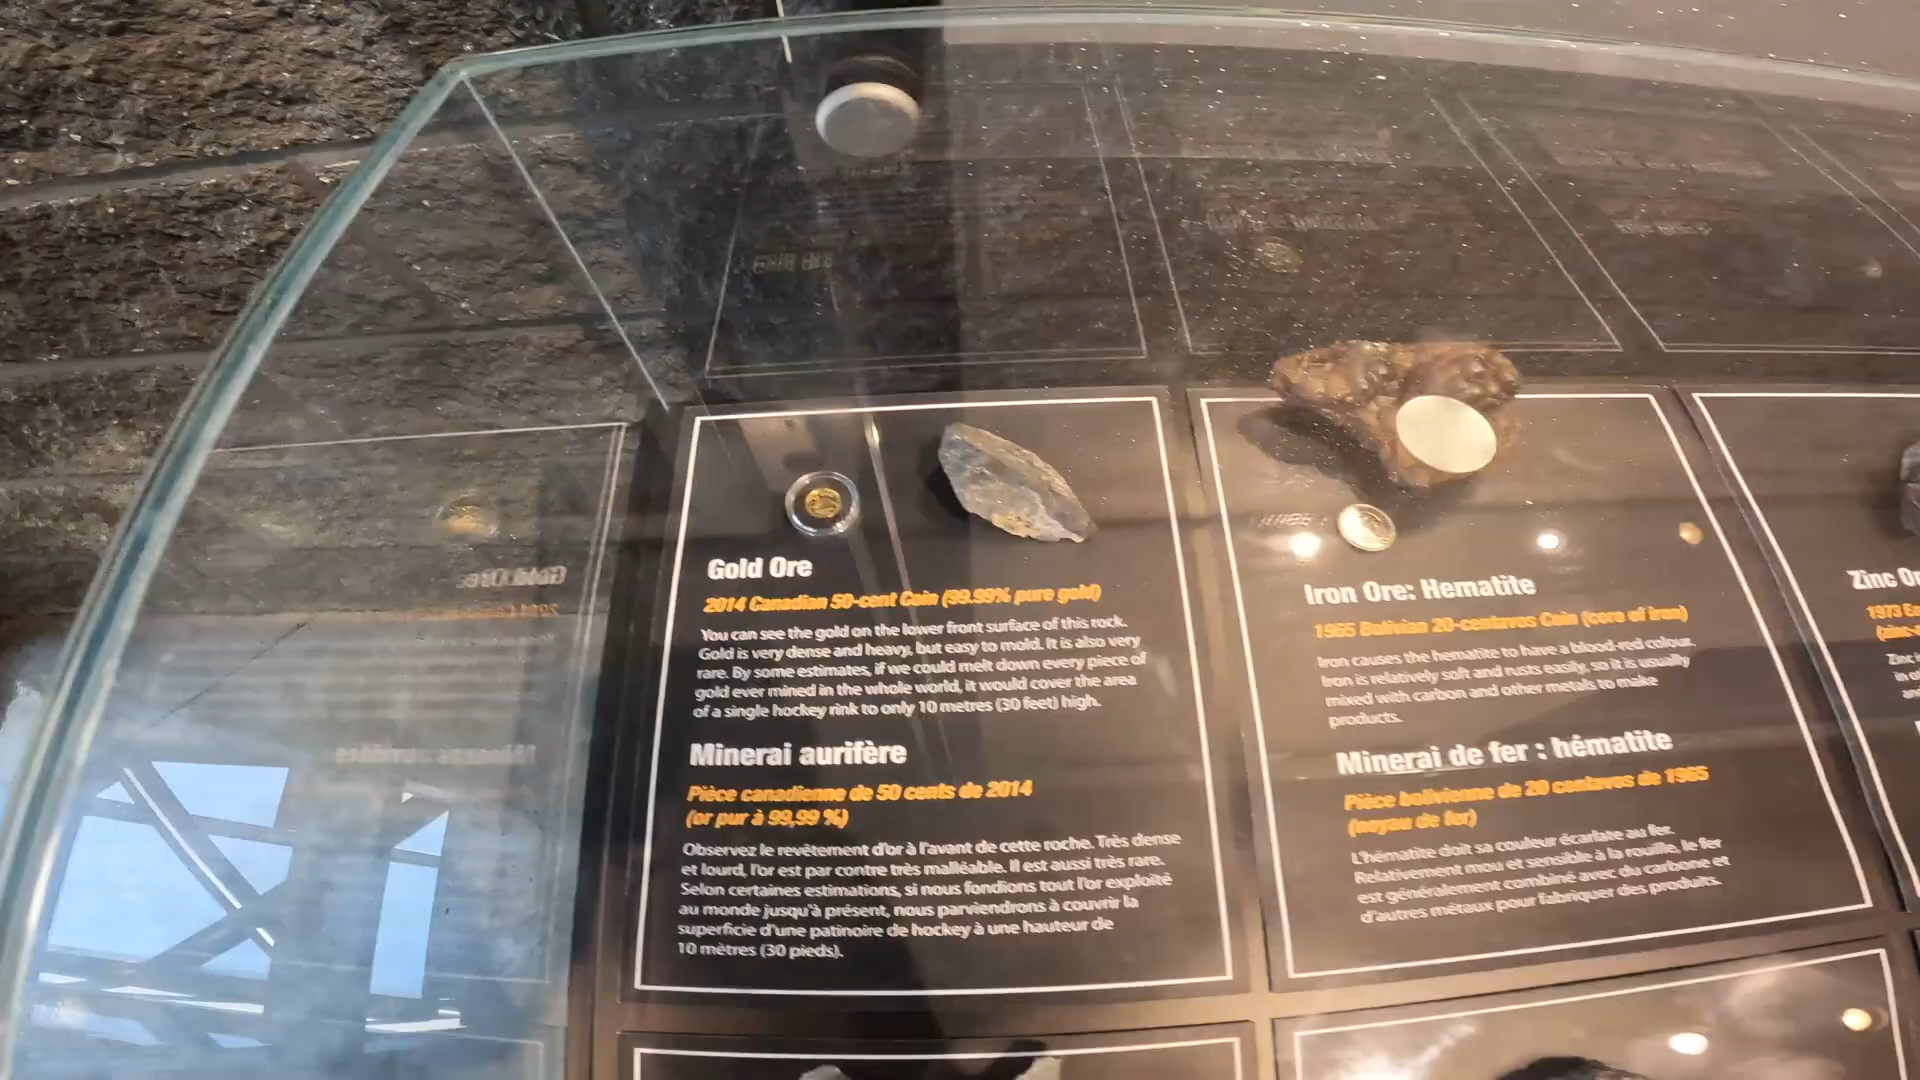 Gold Ore
2014 Canadian 50-cent Coin (99.99% pure gold)
You can see the gold on the lower front surface of this rock.
Gold is very dense and heavy, but easy to mold. It is also very
rare. By some estimates, if we could melt down every piece of
gold ever mined in the whole world, it would cover the area
of a single hockey rink to only 10 metres (30 feet) high.
Minerai aurifère
Pièce canadienne de 50 cents de 2014
(or pur à 99,99 %)
Observez le revêtement d'or à l'avant de cette roche. Très dense
et lourd, l'or est par contre très malléable. Il est aussi très rare.
Selon certaines estimations, si nous fondions tout l'or exploité
au monde jusqu'à présent, nous parviendrons à couvrir la
superficie d'une patinoire de hockey à une hauteur de
10 mètres (30 pieds).
Iron Ore: Hematite
1965 Bolivian 20-centavos Coin (core of iron)
Iron causes the hematite to have a blood-red colour.
Iron is relatively soft and rusts easily, so it is usually
mixed with carbon and other metals to make
products.
Minerai de fer : hématite
Pièce bolivienne de 20 centavos de 1965
(noyau de fer)
L'hématite doit sa couleur écarlate au fer.
Relativement mou et sensible à la rouille, le fer
est généralement combiné avec du carbone et
d'autres métaux pour fabriquer des produits.
Zinc
1973
Zinc